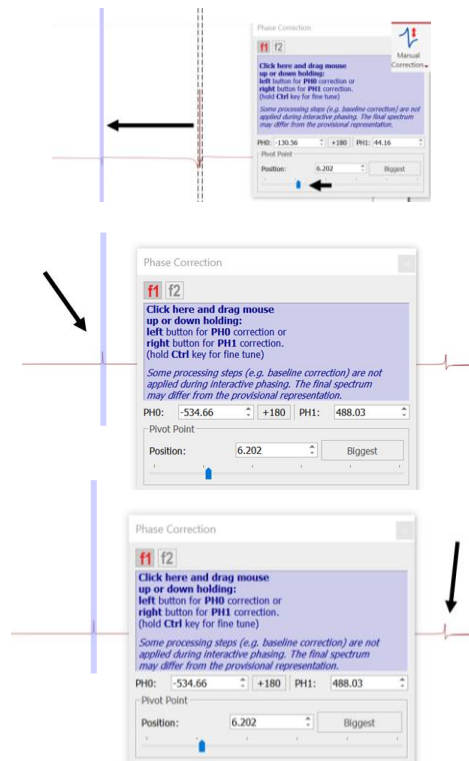 Phase Correction
Manual
Correction
f1 f2
Click here and drag mouse
up or down holding:
left button for PH0 correction or
right button for PH1 correction.
(hold Ctrl key for fine tune)
Some processing steps (e.g. baseline correction) are not
applied during interactive phasing. The final spectrum
may differ from the provisional representation.
PH0: -130.56 +180 PH1: 44.16
Pivot Point
Position: 6.202 Biggest
Phase Correction
f1 f2
Click here and drag mouse
up or down holding:
left button for PH0 correction or
right button for PH1 correction.
(hold Ctrl key for fine tune)
Some processing steps (e.g. baseline correction) are not
applied during interactive phasing. The final spectrum
may differ from the provisional representation.
PH0: -534.66 +180 PH1: 488.03
Pivot Point
Position: 6.202 Biggest
Phase Correction
f1 f2
Click here and drag mouse
up or down holding:
left button for PH0 correction or
right button for PH1 correction.
(hold Ctrl key for fine tune)
Some processing steps (e.g. baseline correction) are not
applied during interactive phasing. The final spectrum
may differ from the provisional representation.
PH0: -534.66 +180 PH1: 488.03
Pivot Point
Position: 6.202 Biggest